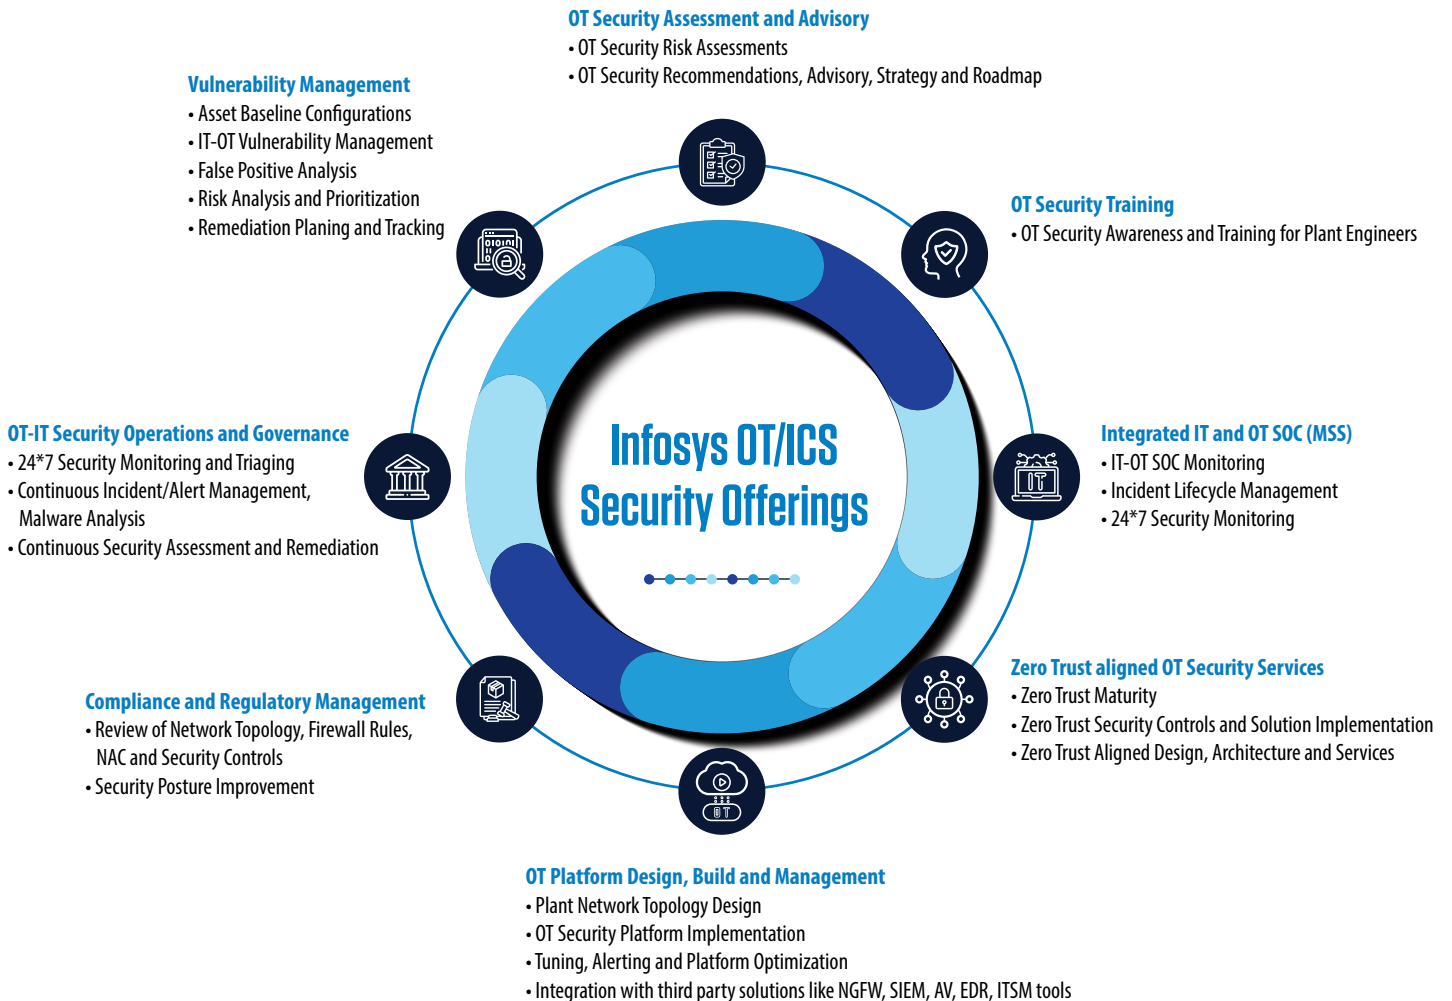 OT Security Assessment and Advisory
• OT Security Risk Assessments
• OT Security Recommendations, Advisory, Strategy and Roadmap
Vulnerability Management
• Asset Baseline Configurations
• IT-OT Vulnerability Management
• False Positive Analysis
• Risk Analysis and Prioritization
• Remediation Planing and Tracking
OT Security Training
• OT Security Awareness and Training for Plant Engineers
OT-IT Security Operations and Governance
• 24*7 Security Monitoring and Triaging
• Continuous Incident/Alert Management,
Malware Analysis
• Continuous Security Assessment and Remediation
Infosys OT/ICS
Security Offerings
Integrated IT and OT SOC (MSS)
• IT-OT SOC Monitoring
• Incident Lifecycle Management
• 24*7 Security Monitoring
IT
Compliance and Regulatory Management
• Review of Network Topology, Firewall Rules,
NAC and Security Controls
• Security Posture Improvement
Zero Trust aligned OT Security Services
• Zero Trust Maturity
• Zero Trust Security Controls and Solution Implementation
• Zero Trust Aligned Design, Architecture and Services
OT
OT Platform Design, Build and Management
• Plant Network Topology Design
• OT Security Platform Implementation
• Tuning, Alerting and Platform Optimization
• Integration with third party solutions like NGFW, SIEM, AV, EDR, ITSM tools